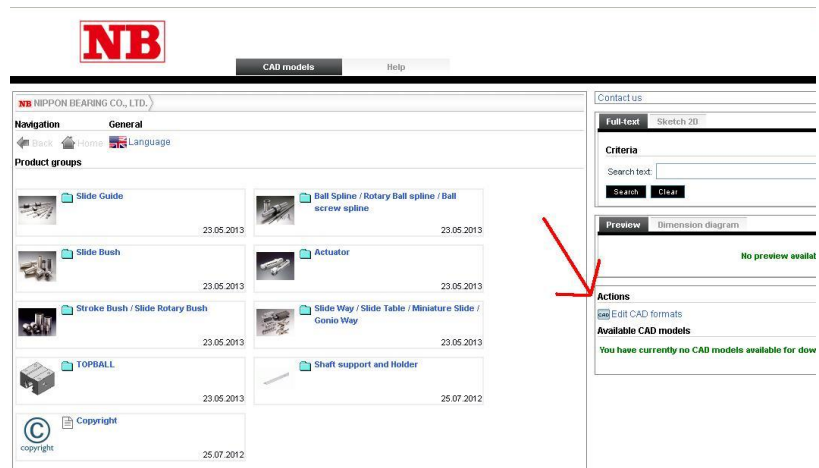 NB
CAD models
Help
NB NIPPON BEARING CO., LTD.
Navigation General
Back Home Language
Product groups
Slide Guide
23.05.2013
Ball Spline / Rotary Ball spline / Ball
screw spline
23.05.2013
Slide Bush
23.05.2013
Actuator
23.05.2013
Stroke Bush / Slide Rotary Bush
23.05.2013
Slide Way / Slide Table / Miniature Slide /
Gonio Way
23.05.2013
TOPBALL
23.05.2013
Shaft support and Holder
25.07.2012
©
copyright
Copyright
25.07.2012
Contact us
Full-text Sketch 2D
Criteria
Search text:
Search Clear
Preview Dimension diagram
No preview availab
Actions
CAD Edit CAD formats
Available CAD models
You have currently no CAD models available for dow